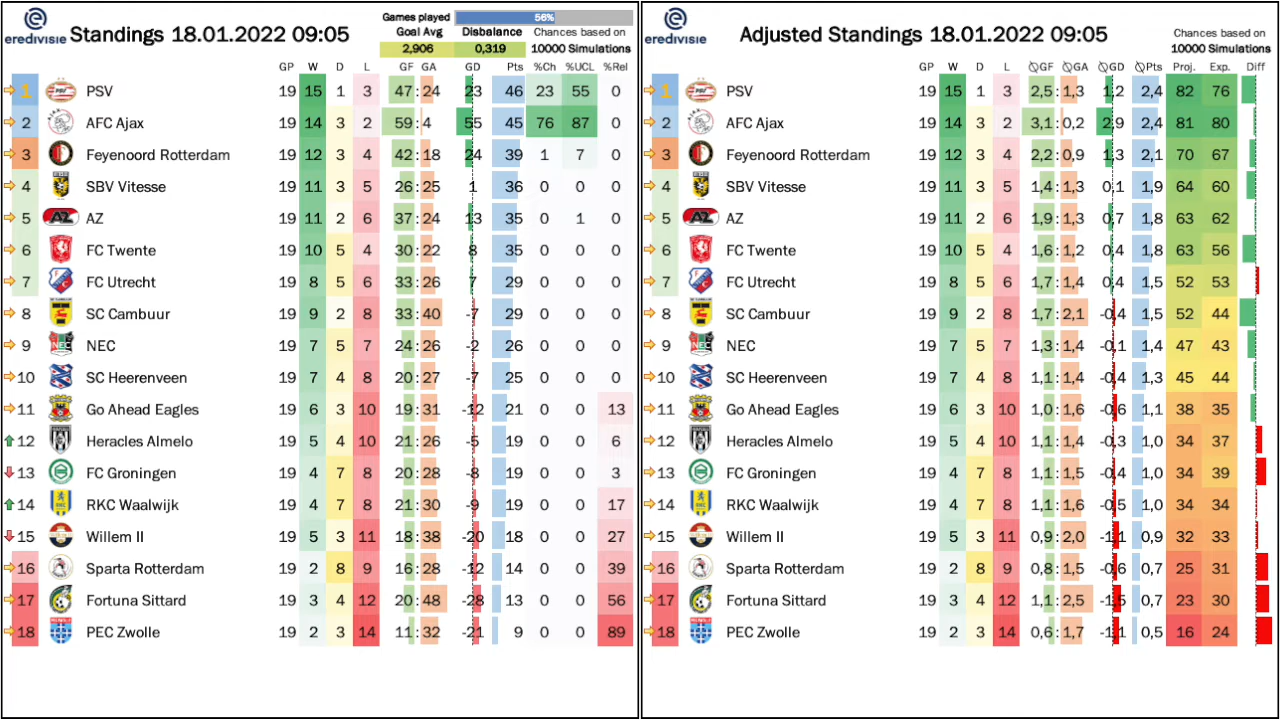 Games played 56%
eredivisie Standings 18.01.2022 09:05 Goal Avg Disbalance Chances based on
2,906 0,319 10000 Simulations
GP W D L GF GA GD Pts %Ch %UCL %Rel
1 PSV 19 15 1 3 47 : 24 23 46 23 55 0
2 AFC Ajax 19 14 3 2 59 : 4 55 45 76 87 0
3 Feyenoord Rotterdam 19 12 3 4 42 : 18 24 39 1 7 0
4 SBV Vitesse 19 11 3 5 26 : 25 1 36 0 0 0
5 AZ 19 11 2 6 37 : 24 13 35 0 1 0
6 FC Twente 19 10 5 4 30 : 22 8 35 0 0 0
7 FC Utrecht 19 8 5 6 33 : 26 7 29 0 0 0
8 SC Cambuur 19 9 2 8 33 : 40 -7 29 0 0 0
9 NEC 19 7 5 7 24 : 26 -2 26 0 0 0
10 SC Heerenveen 19 7 4 8 20 : 27 -7 25 0 0 0
11 Go Ahead Eagles 19 6 3 10 19 : 31 -12 21 0 0 13
12 Heracles Almelo 19 5 4 10 21 : 26 -5 19 0 0 6
13 FC Groningen 19 4 7 8 20 : 28 -8 19 0 0 3
14 RKC Waalwijk 19 4 7 8 21 : 30 -9 19 0 0 17
15 Willem II 19 5 3 11 18 : 38 -20 18 0 0 27
16 Sparta Rotterdam 19 2 8 9 16 : 28 -12 14 0 0 39
17 Fortuna Sittard 19 3 4 12 20 : 48 -28 13 0 0 56
18 PEC Zwolle 19 2 3 14 11 : 32 -21 9 0 0 89
eredivisie Adjusted Standings 18.01.2022 09:05 Chances based on
10000 Simulations
GP W D L ∅GF ∅GA ∅GD ∅Pts Proj. Exp. Diff
1 PSV 19 15 1 3 2,5 : 1,3 1,2 2,4 82 76
2 AFC Ajax 19 14 3 2 3,1 : 0,2 2,9 2,4 81 80
3 Feyenoord Rotterdam 19 12 3 4 2,2 : 0,9 1,3 2,1 70 67
4 SBV Vitesse 19 11 3 5 1,4 : 1,3 0,1 1,9 64 60
5 AZ 19 11 2 6 1,9 : 1,3 0,7 1,8 63 62
6 FC Twente 19 10 5 4 1,6 : 1,2 0,4 1,8 63 56
7 FC Utrecht 19 8 5 6 1,7 : 1,4 0,4 1,5 52 53
8 SC Cambuur 19 9 2 8 1,7 : 2,1 -0,4 1,5 52 44
9 NEC 19 7 5 7 1,3 : 1,4 -0,1 1,4 47 43
10 SC Heerenveen 19 7 4 8 1,1 : 1,4 -0,4 1,3 45 44
11 Go Ahead Eagles 19 6 3 10 1,0 : 1,6 -0,6 1,1 38 35
12 Heracles Almelo 19 5 4 10 1,1 : 1,4 -0,3 1,0 34 37
13 FC Groningen 19 4 7 8 1,1 : 1,5 -0,4 1,0 34 39
14 RKC Waalwijk 19 4 7 8 1,1 : 1,6 -0,5 1,0 34 34
15 Willem II 19 5 3 11 0,9 : 2,0 -1,1 0,9 32 33
16 Sparta Rotterdam 19 2 8 9 0,8 : 1,5 -0,6 0,7 25 31
17 Fortuna Sittard 19 3 4 12 1,1 : 2,5 -1,5 0,7 23 30
18 PEC Zwolle 19 2 3 14 0,6 : 1,7 -1,1 0,5 16 24